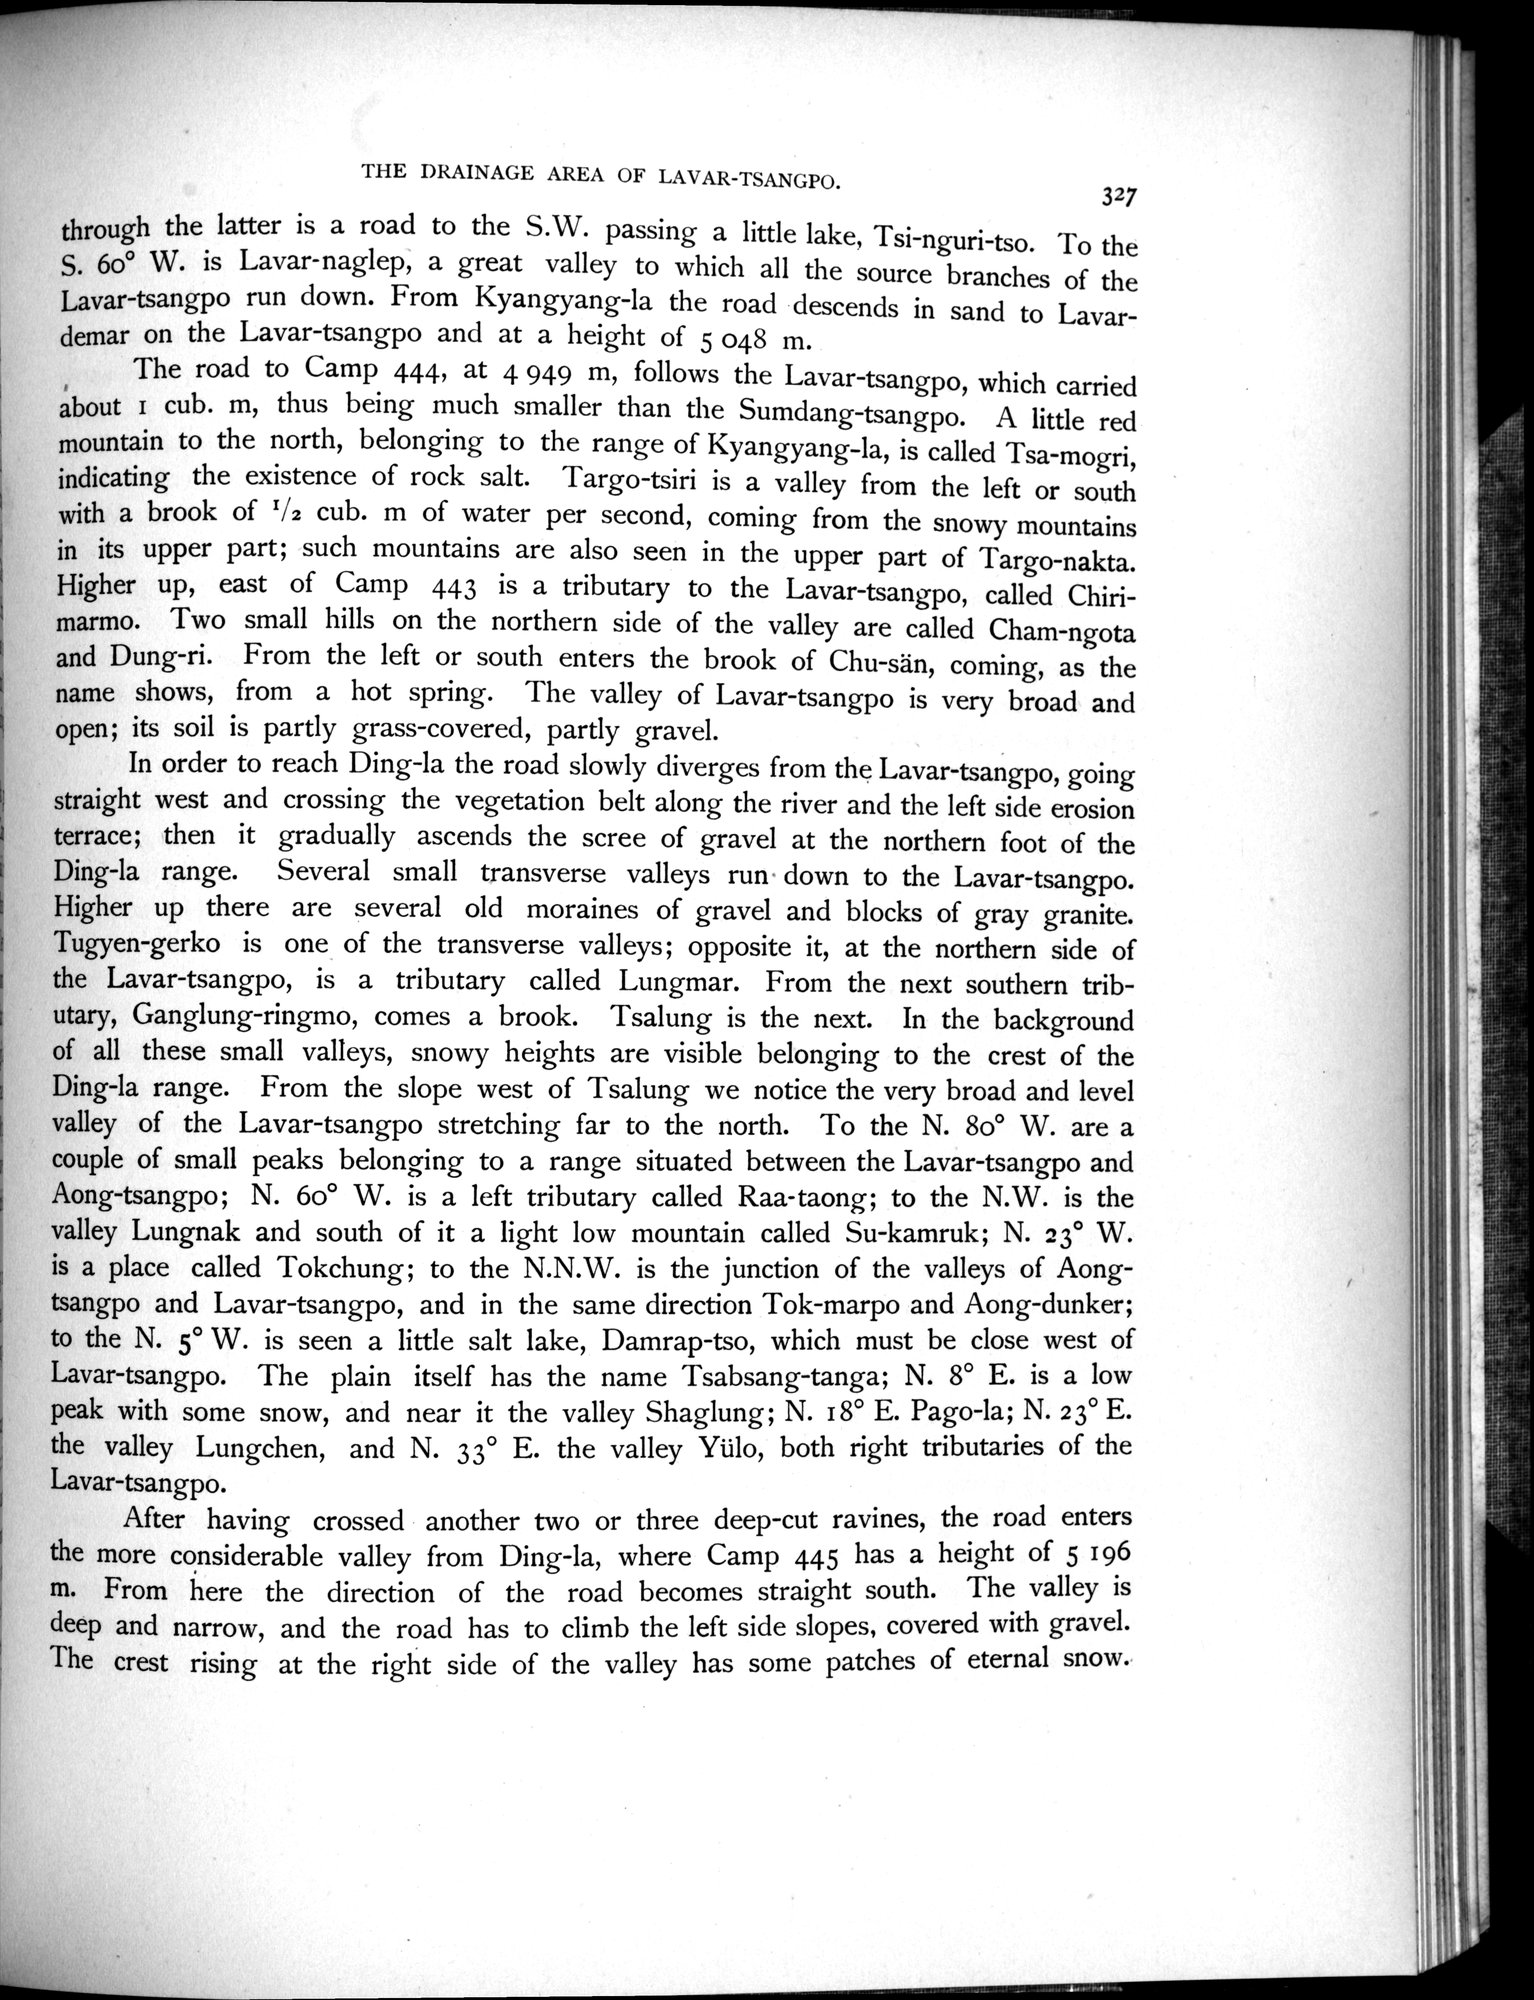 THE DRAINAGE AREA OF LAVAR-TSANGPO.
327
through the latter is a road to the S.W. passing a little lake, Tsi-nguri-tso. To the
S. 60° W. is Lavar-naglep, a great valley to which all the source branches of the
Lavar-tsangpo run down. From Kyangyang-la the road descends in sand to Lavar-
demar on the Lavar-tsangpo and at a height of 5 048 m.
The road to Camp 444, at 4 949 m, follows the Lavar-tsangpo, which carried
about 1 cub. m, thus being much smaller than the Sumdang-tsangpo. A little red
mountain to the north, belonging to the range of Kyangyang-la, is called Tsa-mogri,
indicating the existence of rock salt. Targo-tsiri is a valley from the left or south
with a brook of 1/2 cub. m of water per second, coming from the snowy mountains
in its upper part; such mountains are also seen in the upper part of Targo-nakta.
Higher up, east of Camp 443 is a tributary to the Lavar-tsangpo, called Chiri-
marmo. Two small hills on the northern side of the valley are called Cham-ngota
and Dung-ri. From the left or south enters the brook of Chu-sän, coming, as the
name shows, from a hot spring. The valley of Lavar-tsangpo is very broad and
open; its soil is partly grass-covered, partly gravel.
In order to reach Ding-la the road slowly diverges from the Lavar-tsangpo, going
straight west and crossing the vegetation belt along the river and the left side erosion
terrace; then it gradually ascends the scree of gravel at the northern foot of the
Ding-la range. Several small transverse valleys run down to the Lavar-tsangpo.
Higher up there are several old moraines of gravel and blocks of gray granite.
Tugyen-gerko is one of the transverse valleys; opposite it, at the northern side of
the Lavar-tsangpo, is a tributary called Lungmar. From the next southern trib-
utary, Ganglung-ringmo, comes a brook. Tsalung is the next. In the background
of all these small valleys, snowy heights are visible belonging to the crest of the
Ding-la range. From the slope west of Tsalung we notice the very broad and level
valley of the Lavar-tsangpo stretching far to the north. To the N. 80° W. are a
couple of small peaks belonging to a range situated between the Lavar-tsangpo and
Aong-tsangpo; N. 60° W. is a left tributary called Raa-taong; to the N.W. is the
valley Lungnak and south of it a light low mountain called Su-kamruk; N. 23° W.
is a place called Tokchung; to the N.N.W. is the junction of the valleys of Aong-
tsangpo and Lavar-tsangpo, and in the same direction Tok-marpo and Aong-dunker;
to the N. 5° W. is seen a little salt lake, Damrap-tso, which must be close west of
Lavar-tsangpo. The plain itself has the name Tsabsang-tanga; N. 8° E. is a low
peak with some snow, and near it the valley Shaglung; N. 18° E. Pago-la; N. 23° E.
the valley Lungchen, and N. 33° E. the valley Yülo, both right tributaries of the
Lavar-tsangpo.
After having crossed another two or three deep-cut ravines, the road enters
the more considerable valley from Ding-la, where Camp 445 has a height of 5 196
m. From here the direction of the road becomes straight south. The valley is
deep and narrow, and the road has to climb the left side slopes, covered with gravel.
The crest rising at the right side of the valley has some patches of eternal snow.